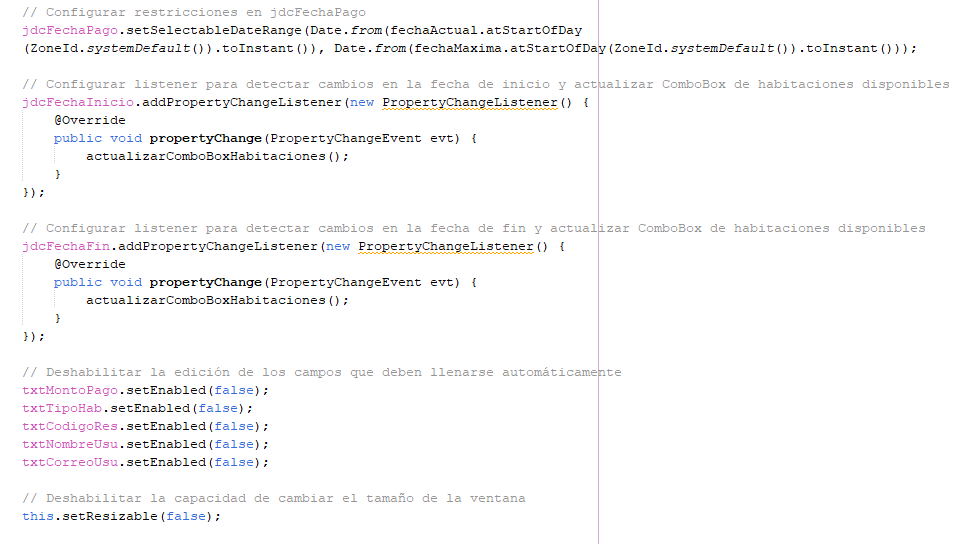 // Configurar restricciones en jdcFechaPago
jdcFechaPago.setSelectableDateRange(Date.from(fechaActual.atStartOfDay
(ZoneId.systemDefault()).toInstant()), Date.from(fechaMaxima.atStartOfDay(ZoneId.systemDefault()).toInstant()));
// Configurar listener para detectar cambios en la fecha de inicio y actualizar ComboBox de habitaciones disponibles
jdcFechaInicio.addPropertyChangeListener(new PropertyChangeListener() {
    @Override
    public void propertyChange(PropertyChangeEvent evt) {
        actualizarComboBoxHabitaciones();
    }
});
// Configurar listener para detectar cambios en la fecha de fin y actualizar ComboBox de habitaciones disponibles
jdcFechaFin.addPropertyChangeListener(new PropertyChangeListener() {
    @Override
    public void propertyChange(PropertyChangeEvent evt) {
        actualizarComboBoxHabitaciones();
    }
});
// Deshabilitar la edición de los campos que deben llenarse automáticamente
txtMontoPago.setEnabled(false);
txtTipoHab.setEnabled(false);
txtCodigoRes.setEnabled(false);
txtNombreUsu.setEnabled(false);
txtCorreoUsu.setEnabled(false);
// Deshabilitar la capacidad de cambiar el tamaño de la ventana
this.setResizable(false);